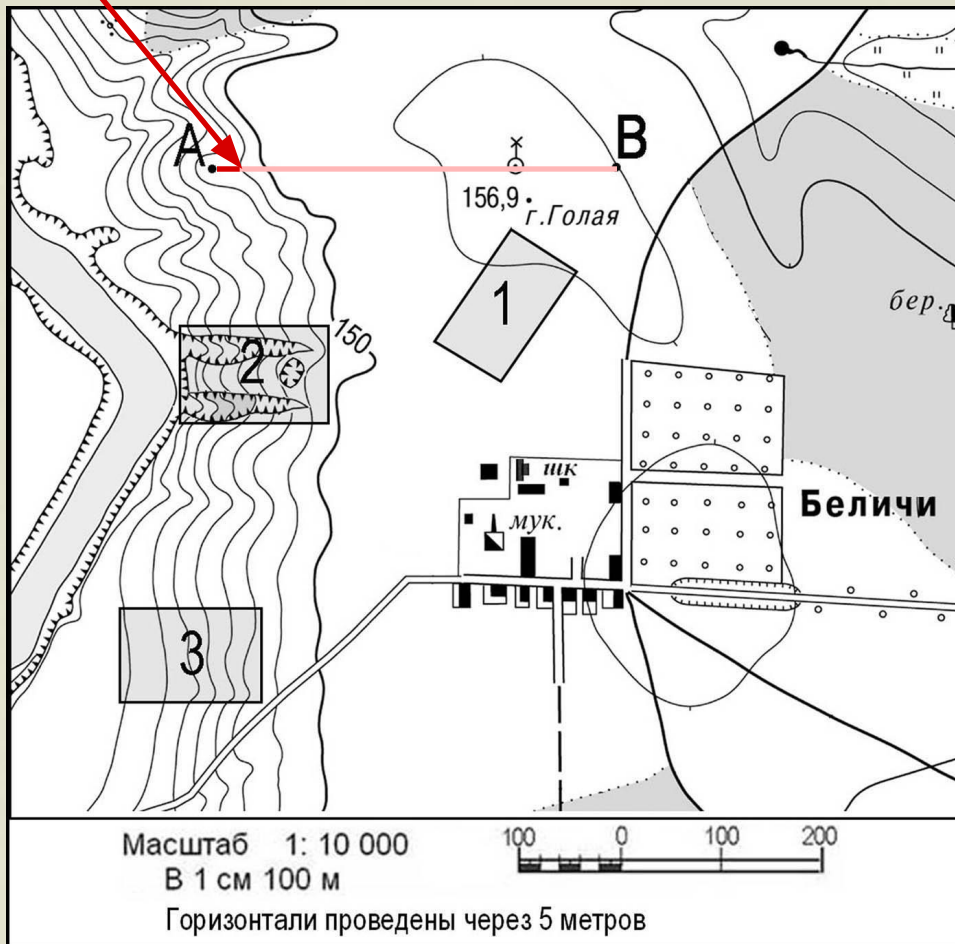 А
В
156,9
г.Голая
1
бер.
150
2
шк
Беличи
мук.
3
Масштаб 1: 10 000
В 1 см 100 м
100 0 100 200
Горизонтали проведены через 5 метров